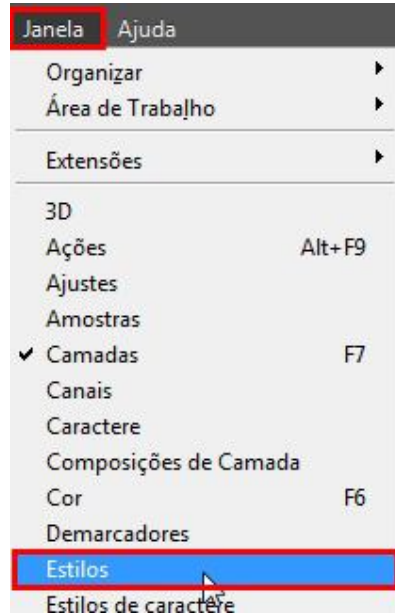 Janela Ajuda
Organizar
Área de Trabalho
Extensões
3D
Ações Alt+F9
Ajustes
Amostras
Camadas F7
Canais
Caractere
Composições de Camada
Cor F6
Demarcadores
Estilos
Estilos de caractere